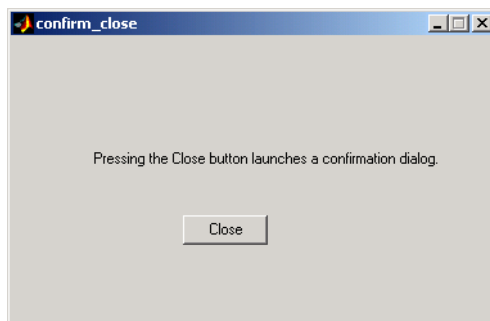 confirm_close
Pressing the Close button launches a confirmation dialog.
Close